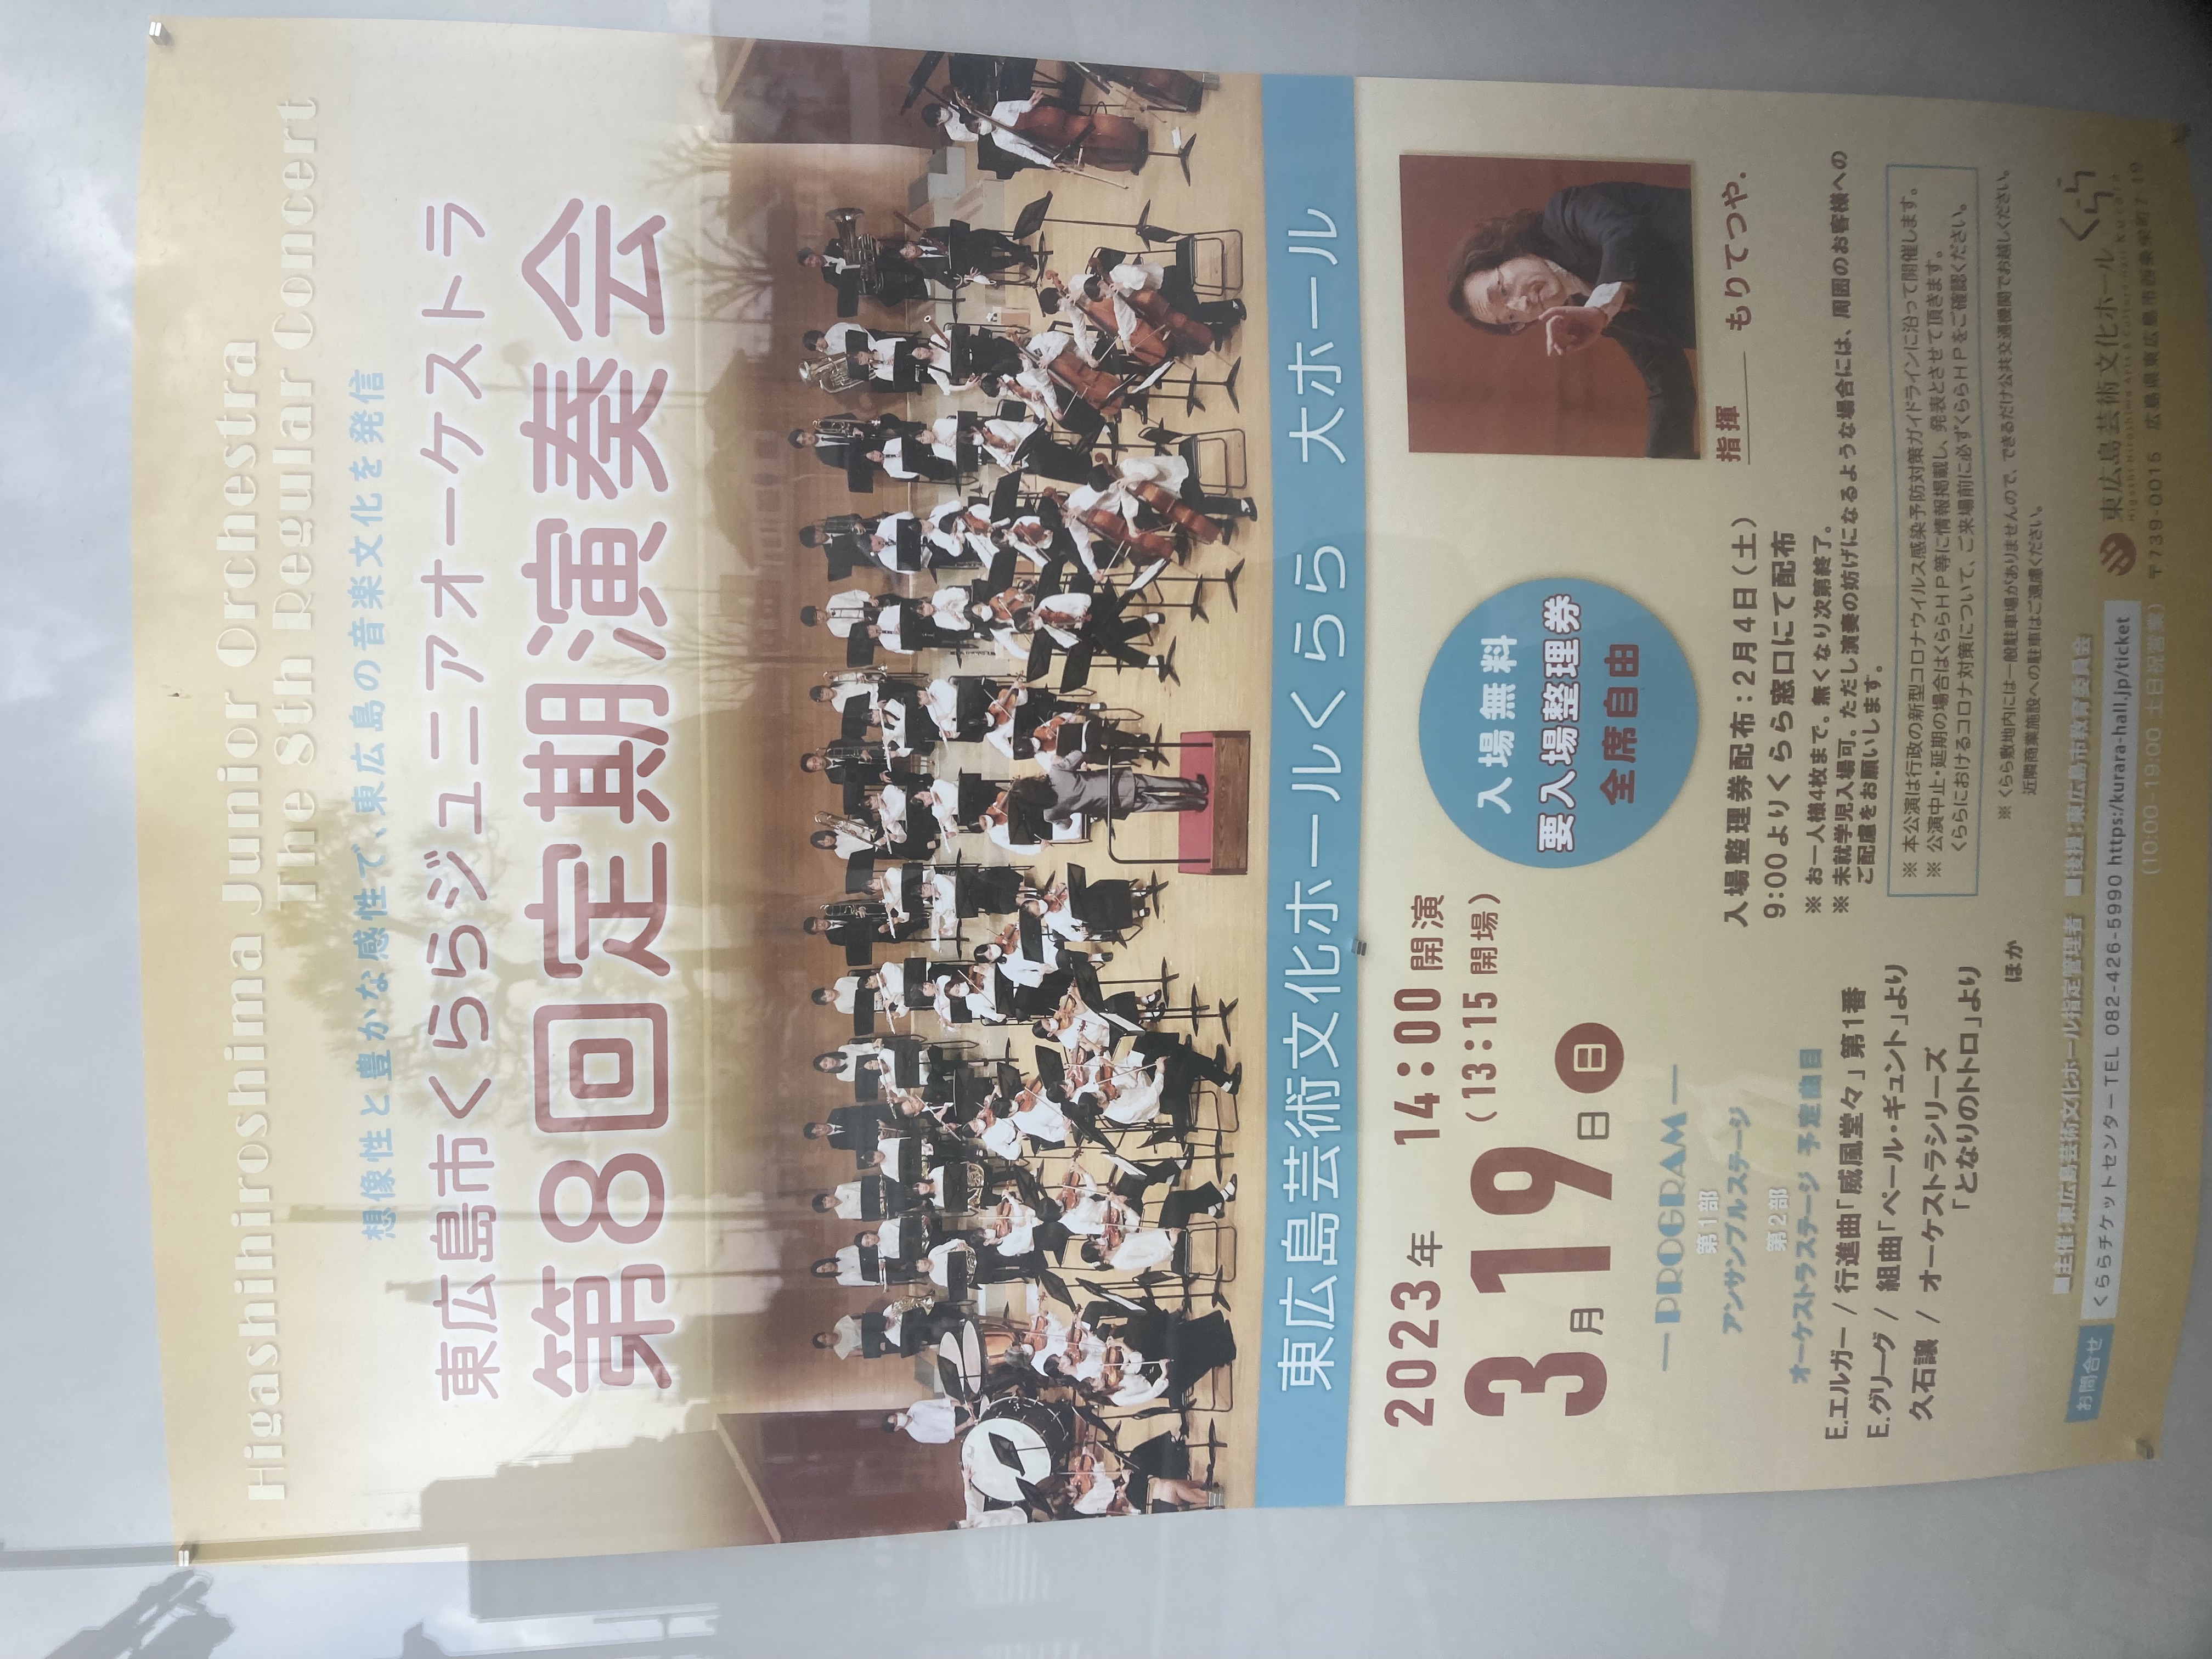 Higashihiroshima Junior Orchestra
The 8th Regular Concert
想像性と豊かな感性で、東広島の音楽文化を発信
東広島市くららジュニアオーケストラ
第8回定期演奏会
東広島芸術文化ホールくらら 大ホール
2023年 14:00 開演
(13:15 開場)
3月19日 日
入場無料
要入場整理券
全席自由
PROGRAM
第1部
アンサンブルステージ
第2部
オーケストラステージ 予定曲目
E.エルガー / 行進曲「威風堂々」第1番
E.グリーグ / 組曲「ペール・ギュント」より
久石譲 / オーケストラシリーズ
「となりのトトロ」より
ほか
指揮 もりてつや.
入場整理券配布:2月4日(土)
9:00よりくらら窓口にて配布
※ お一人様4枚まで。無くなり次第終了。
※ 未就学児入場可。ただし演奏の妨げになるような場合には、周囲のお客様への
ご配慮をお願いします。
※ 本公演は行政の新型コロナウイルス感染予防対策ガイドラインに沿って開催します。
※ 公演中止・延期の場合はくららHP等に情報掲載し、発表とさせて頂きます。
くららにおけるコロナ対策について、ご来場前に必ずくららHPをご確認ください。
※ くらら敷地内には一般駐車場がありませんので、できるだけ公共交通機関でお越しください。
近隣商業施設への駐車はご遠慮ください。
■主催:東広島芸術文化ホール指定管理者 ■後援:東広島市教育委員会
お問合せ くららチケットセンター TEL 082-426-5990 https:/kurara-hall.jp/ticket
(10:00-19:00 土日祝営業)
東広島芸術文化ホール くらら
Higashi-Hiroshima Arts & Culture Hall Kurara
〒739-0015 広島県東広島市西条栄町7-19